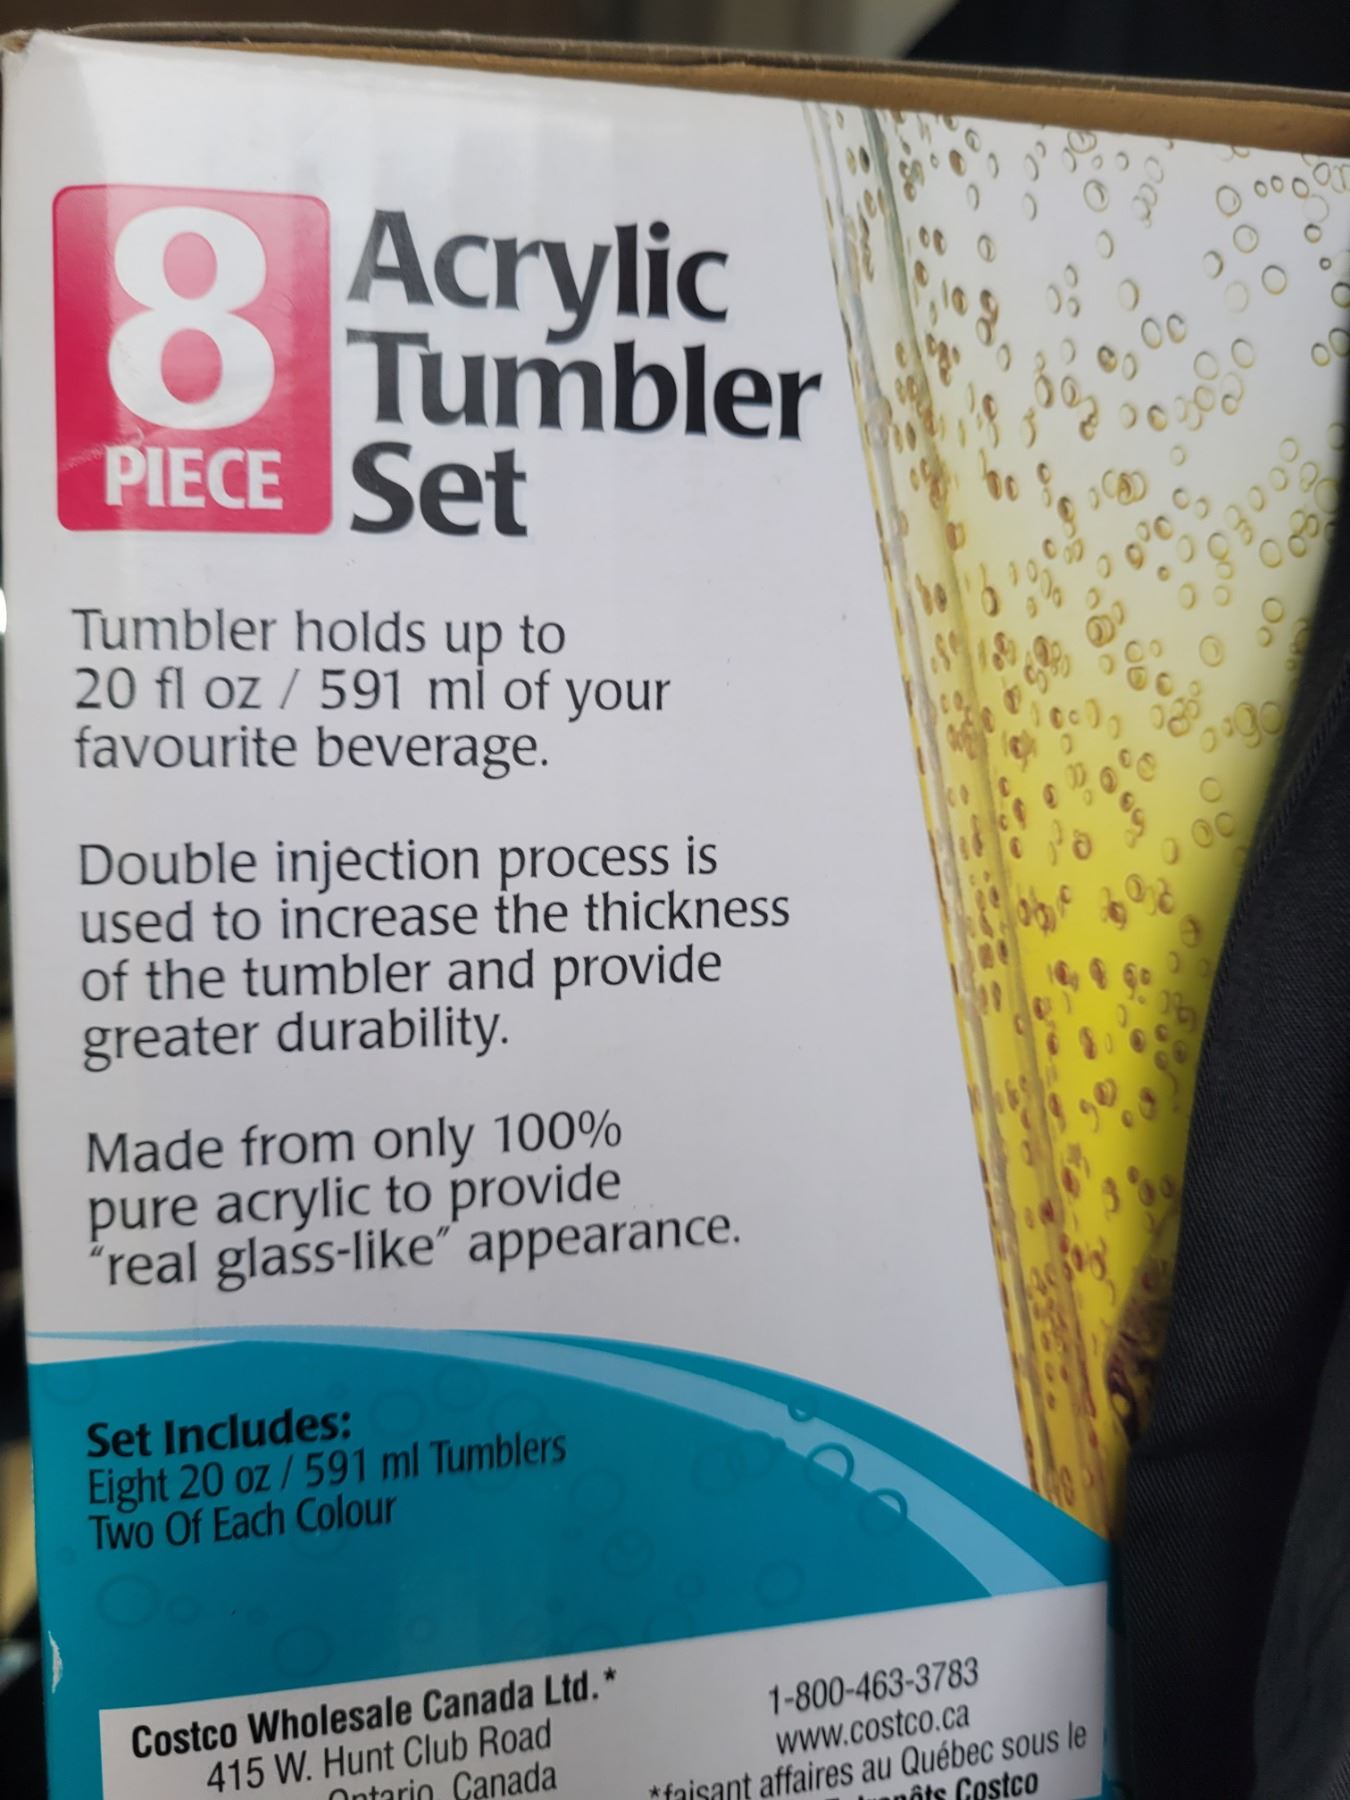 8
PIECE
Acrylic
Tumbler
Set
Tumbler holds up to
20 fl oz / 591 ml of your
favourite beverage.
Double injection process is
used to increase the thickness
of the tumbler and provide
greater durability.
Made from only 100%
pure acrylic to provide
“real glass-like” appearance.
Set Includes:
Eight 20 oz / 591 ml Tumblers
Two Of Each Colour
Costco Wholesale Canada Ltd.*
415 W. Hunt Club Road
Ontario, Canada
1-800-463-3783
www.costco.ca
*faisant affaires au Québec sous le
Costco